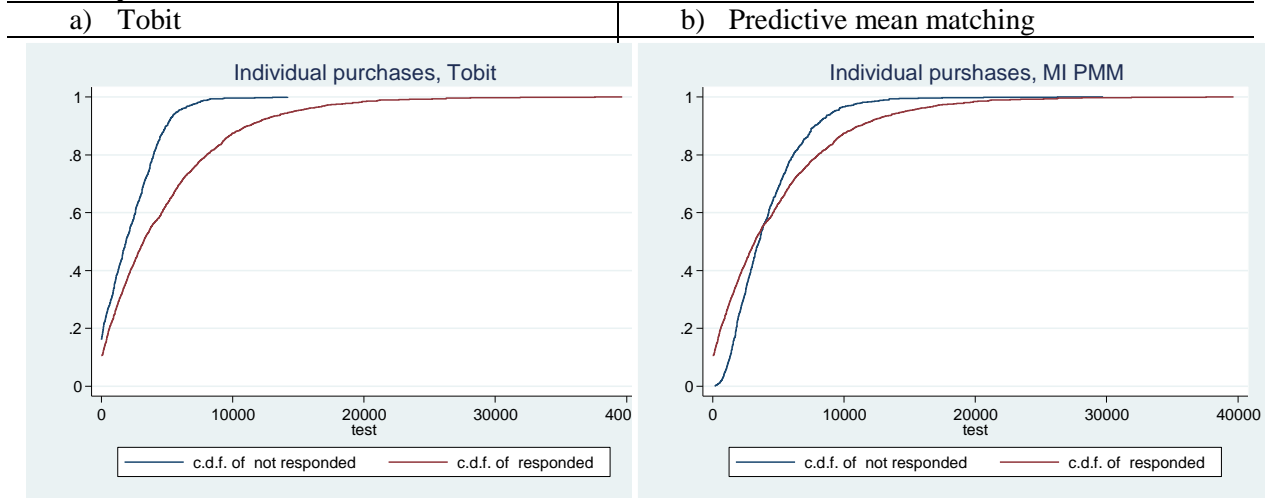 a) Tobit
b) Predictive mean matching
Individual purchases, Tobit
1
.8
.6
.4
.2
0
0 10000 20000 30000 400
test
c.d.f. of not responded c.d.f. of responded
Individual purshases, MI PMM
1
.8
.6
.4
.2
0
0 10000 20000 30000 40000
test
c.d.f. of not responded c.d.f. of responded